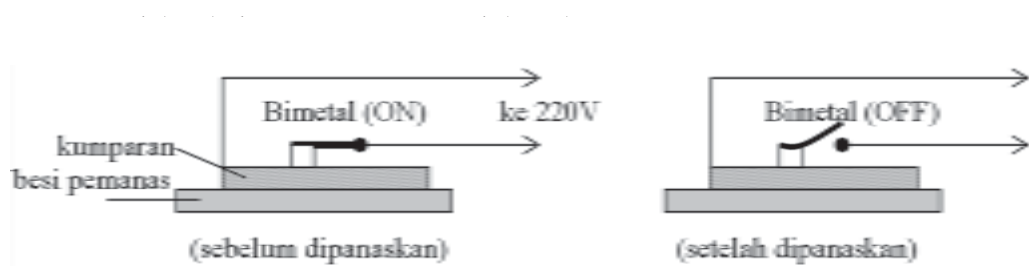 Bimetal (ON)
ke 220V
kumparan
besi pemanas
(sebelum dipanaskan)
Bimetal (OFF)
(setelah dipanaskan)